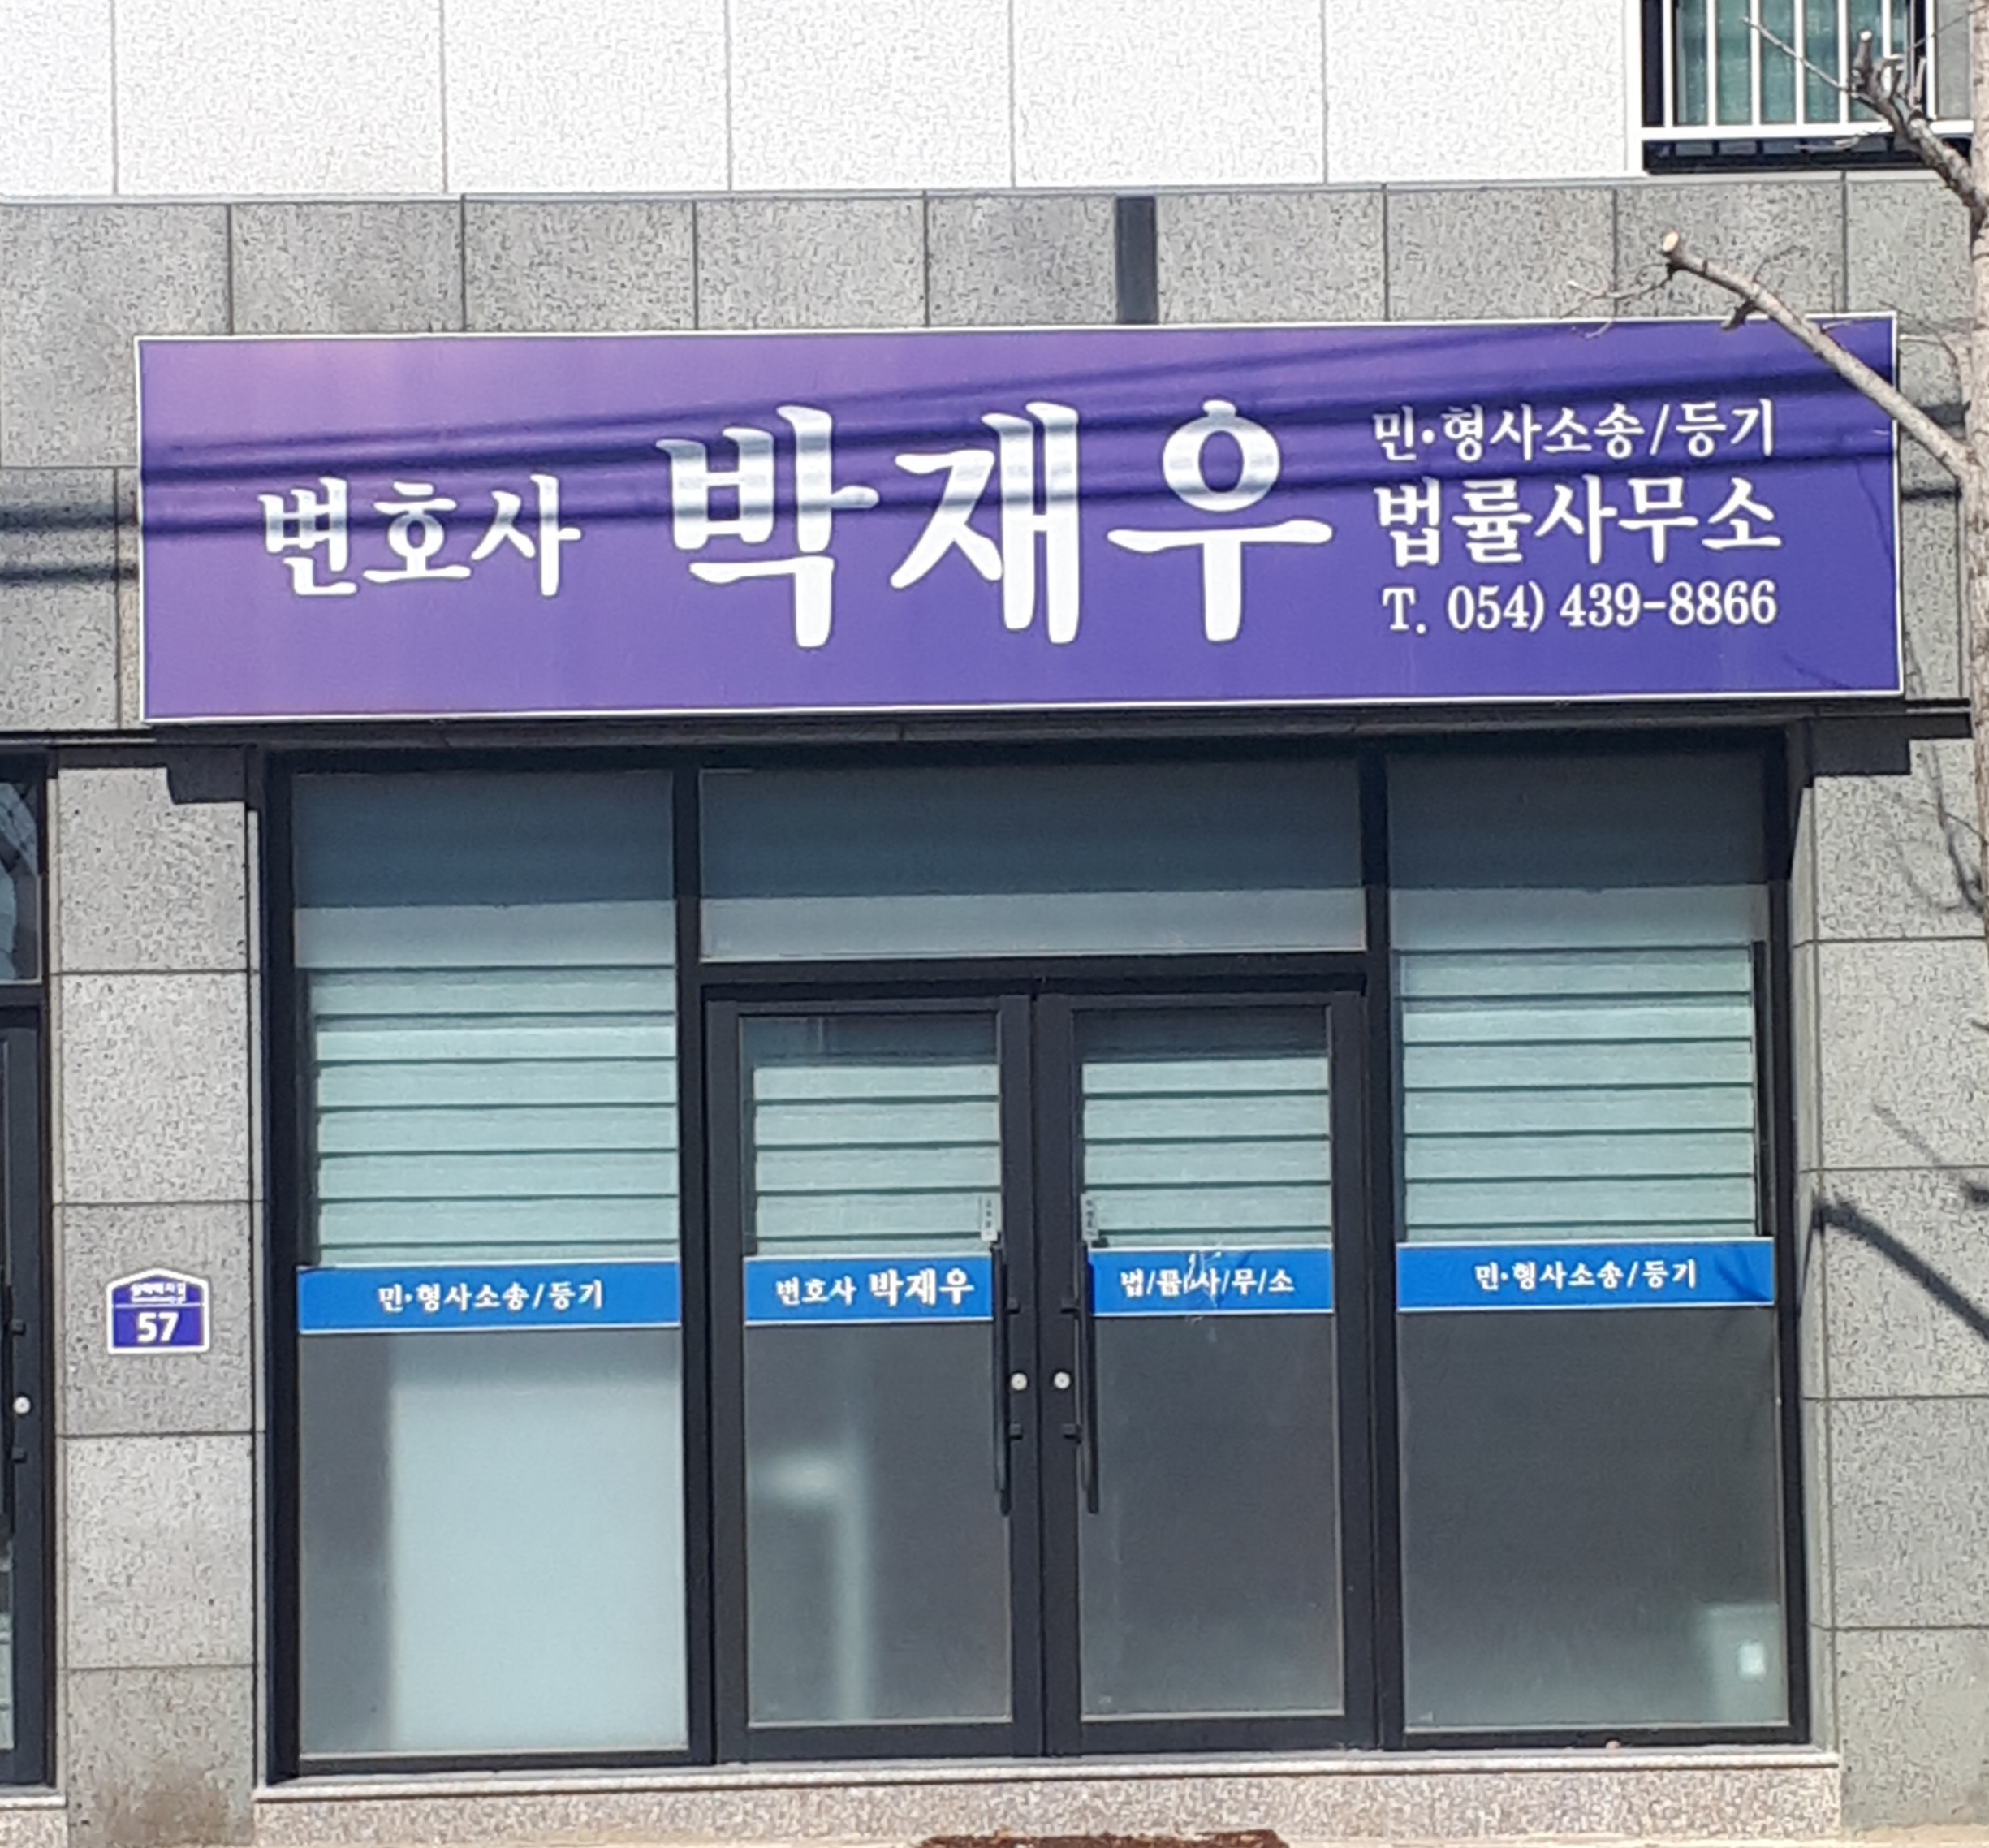 변호사 박재우
민·형사소송/등기
법률사무소
T. 054) 439-8866
민·형사소송/등기
변호사 박재우
법/률/사/무/소
민·형사소송/등기
57